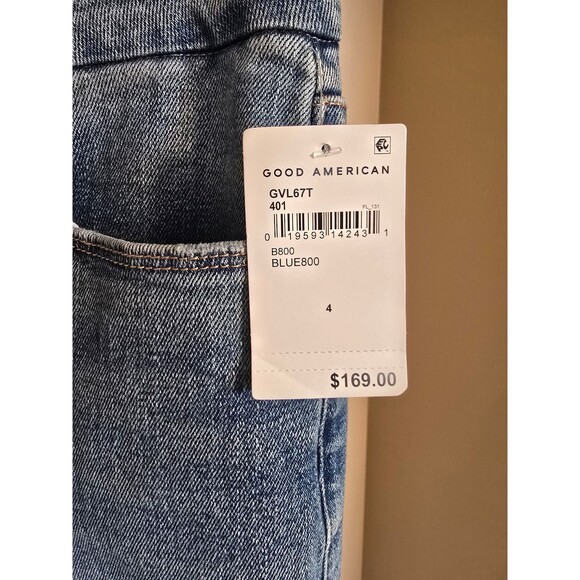 GOOD AMERICAN
GVL67T
401
FL_131
0 19593 14243 1
B800
BLUE800
4
$169.00